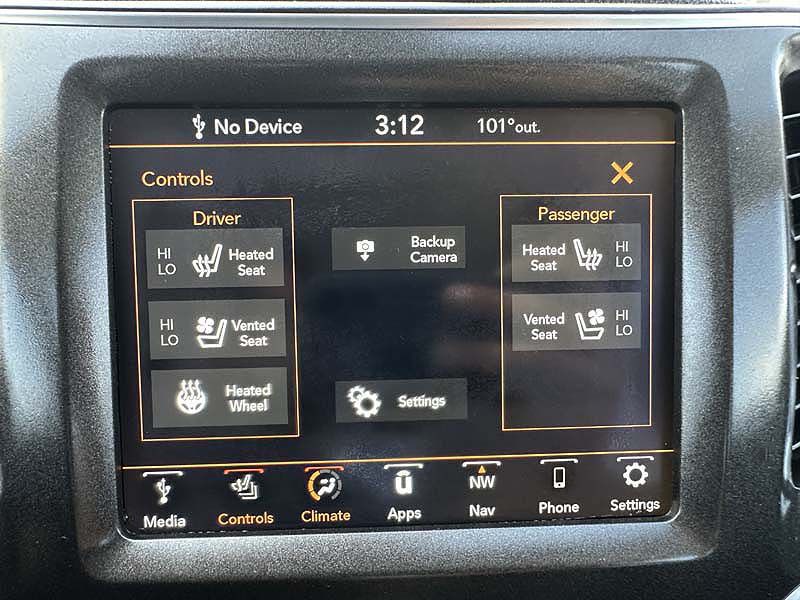 No Device 3:12 101°out.
Controls
Driver
HI
LO
Heated
Seat
HI
LO
Vented
Seat
Heated
Wheel
Backup
Camera
Settings
Passenger
Heated
Seat
HI
LO
Vented
Seat
HI
LO
Media
Controls
Climate
Apps
NW
Nav
Phone
Settings